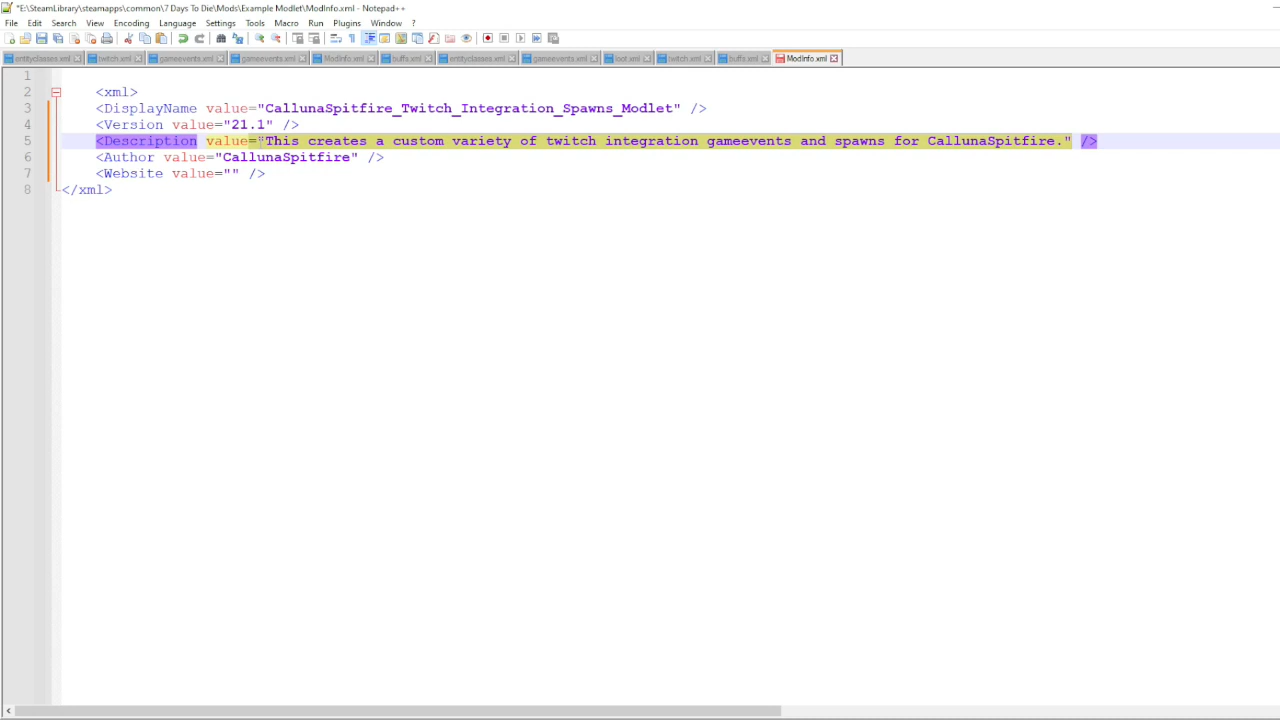 *E:\SteamLibrary\steamapps\common\7 Days To Die\Mods\Example Modlet\ModInfo.xml - Notepad++
File Edit Search View Encoding Language Settings Tools Macro Run Plugins Window ?
entityclasses.xml twitch.xml gameevents.xml gameevents.xml ModInfo.xml buffs.xml entityclasses.xml gameevents.xml loot.xml twitch.xml buffs.xml ModInfo.xml
1
2 <xml>
3 <DisplayName value="CallunaSpitfire_Twitch_Integration_Spawns_Modlet" />
4 <Version value="21.1" />
5 <Description value="This creates a custom variety of twitch integration gameevents and spawns for CallunaSpitfire." />
6 <Author value="CallunaSpitfire" />
7 <Website value="" />
8 </xml>